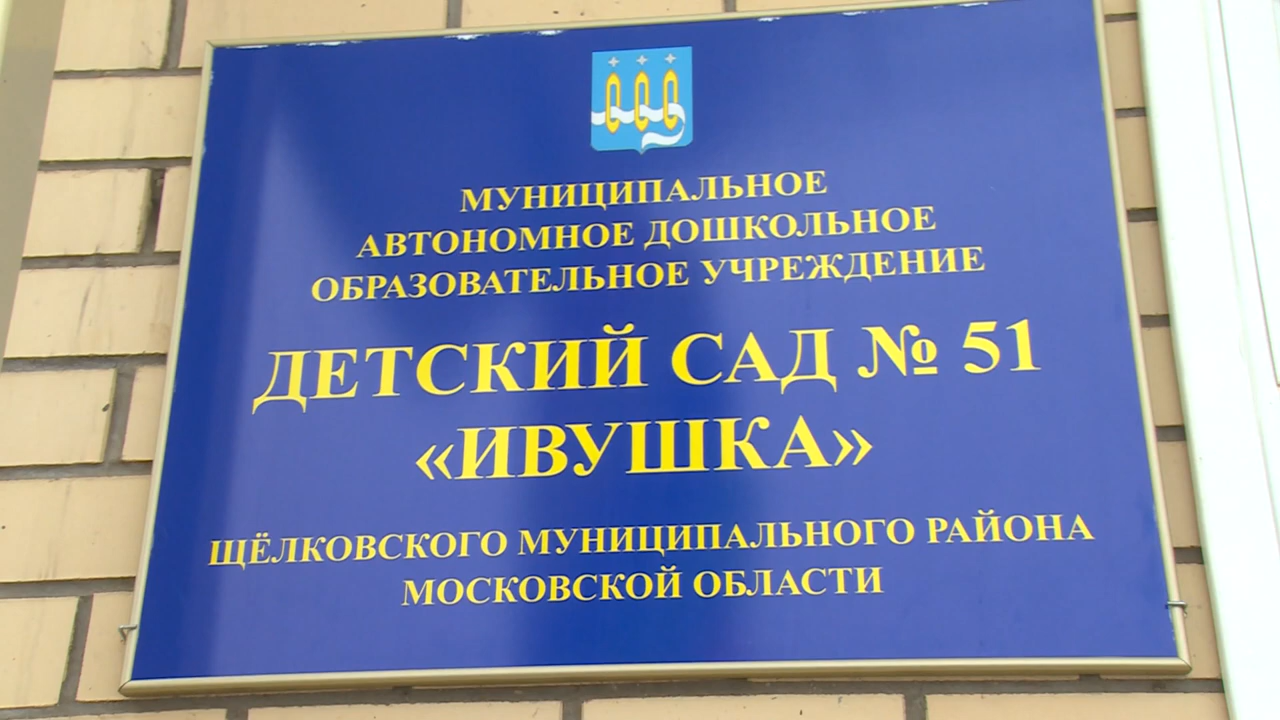 МУНИЦИПАЛЬНОЕ
АВТОНОМНОЕ ДОШКОЛЬНОЕ
ОБРАЗОВАТЕЛЬНОЕ УЧРЕЖДЕНИЕ
ДЕТСКИЙ САД № 51
«ИВУШКА»
ЩЁЛКОВСКОГО МУНИЦИПАЛЬНОГО РАЙОНА
МОСКОВСКОЙ ОБЛАСТИ